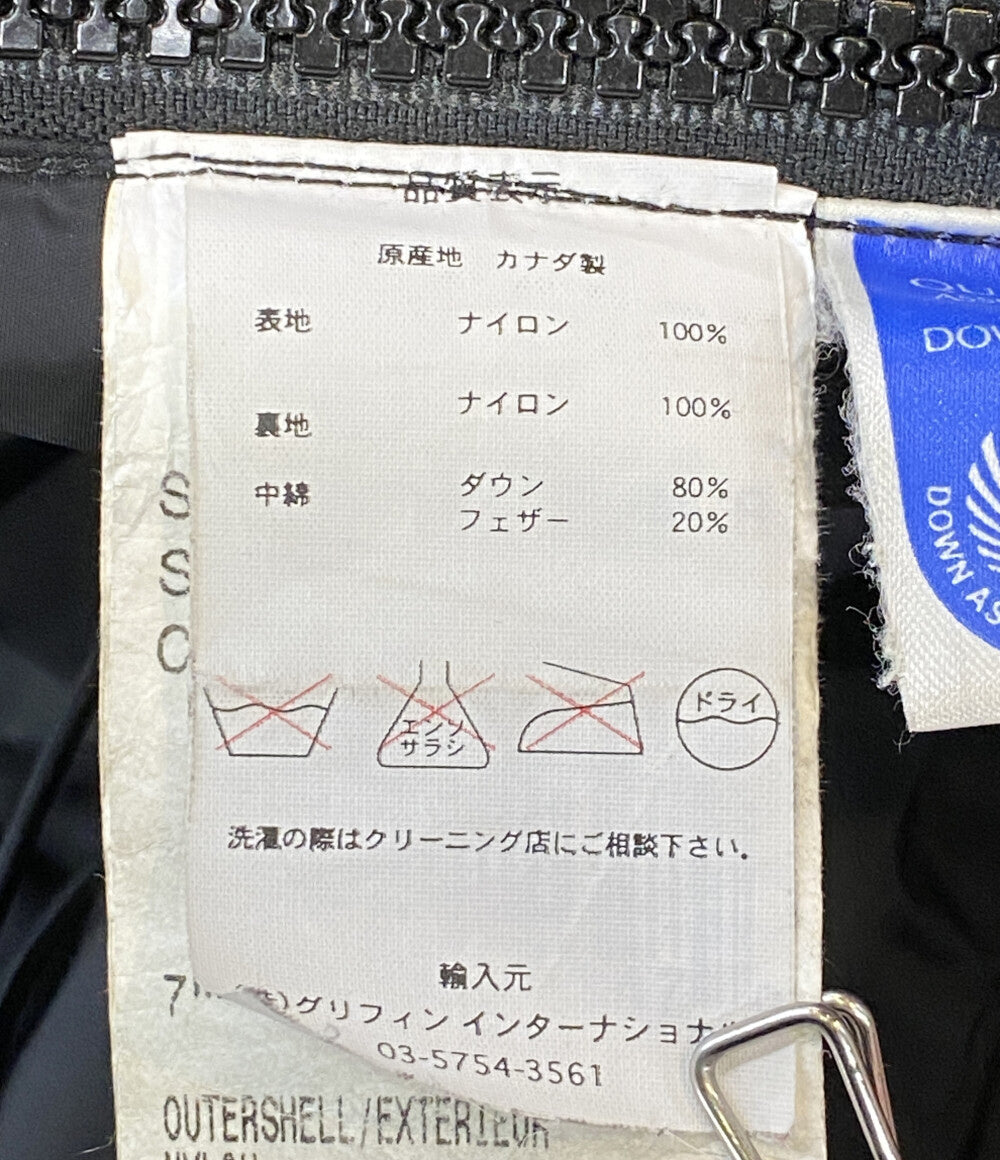 品質表示
原産地 カナダ製
表地 ナイロン 100%
裏地 ナイロン 100%
中綿 ダウン 80%
フェザー 20%
エンソ
サラシ
ドライ
洗濯の際はクリーニング店にご相談下さい.
輸入元
(株)グリフィン インターナショナ
03-5754-3561
OUTERSHELL/EXTERIEUR
DOWN